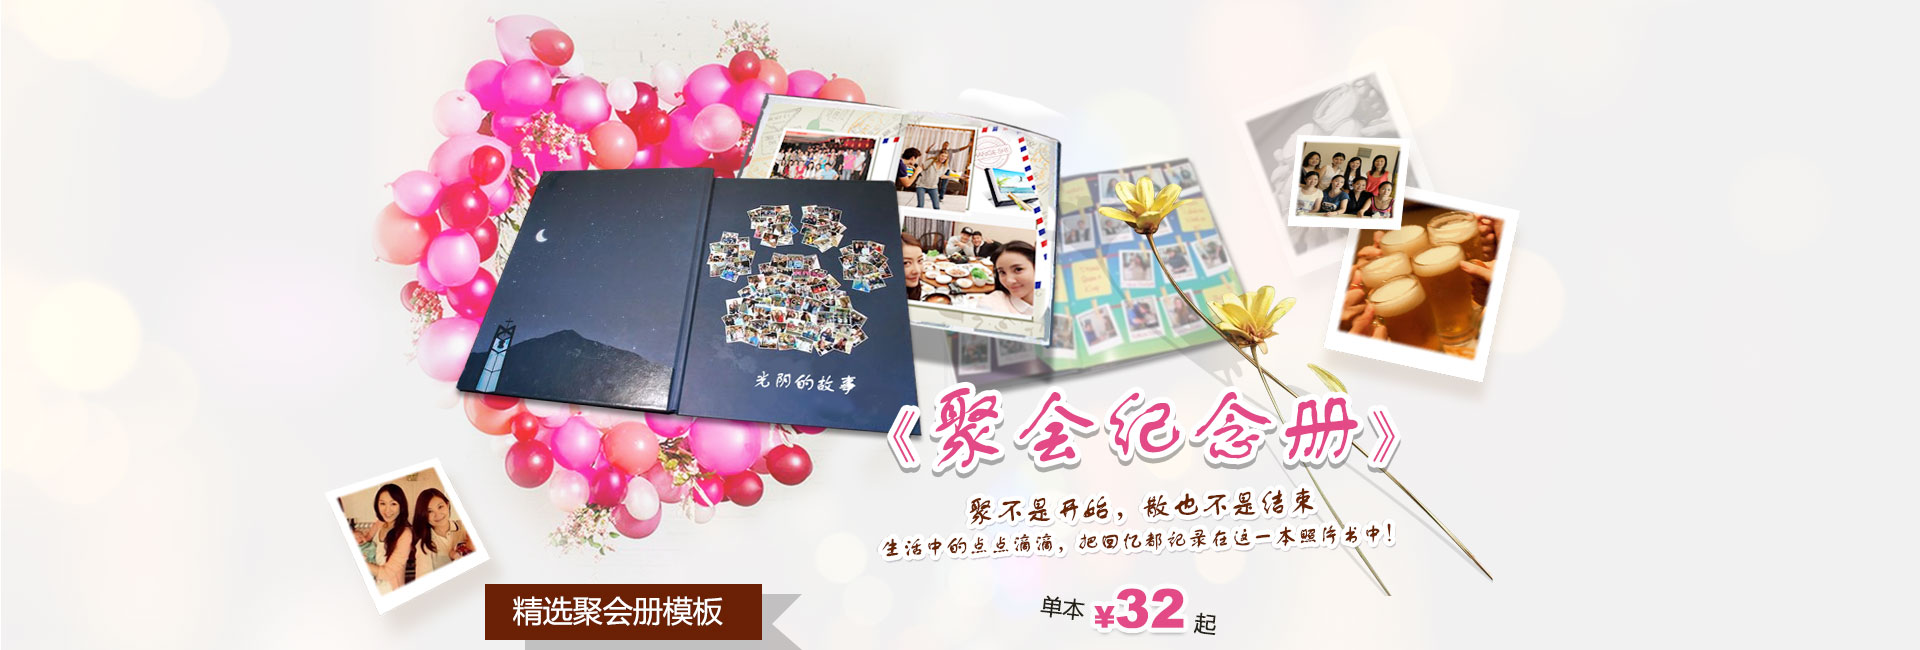 光阴的故事
《聚会纪念册》
聚不是开始，散也不是结束
生活中的点点滴滴，把回忆都记录在这一本照片书中！
精选聚会册模板
单本 ¥32 起